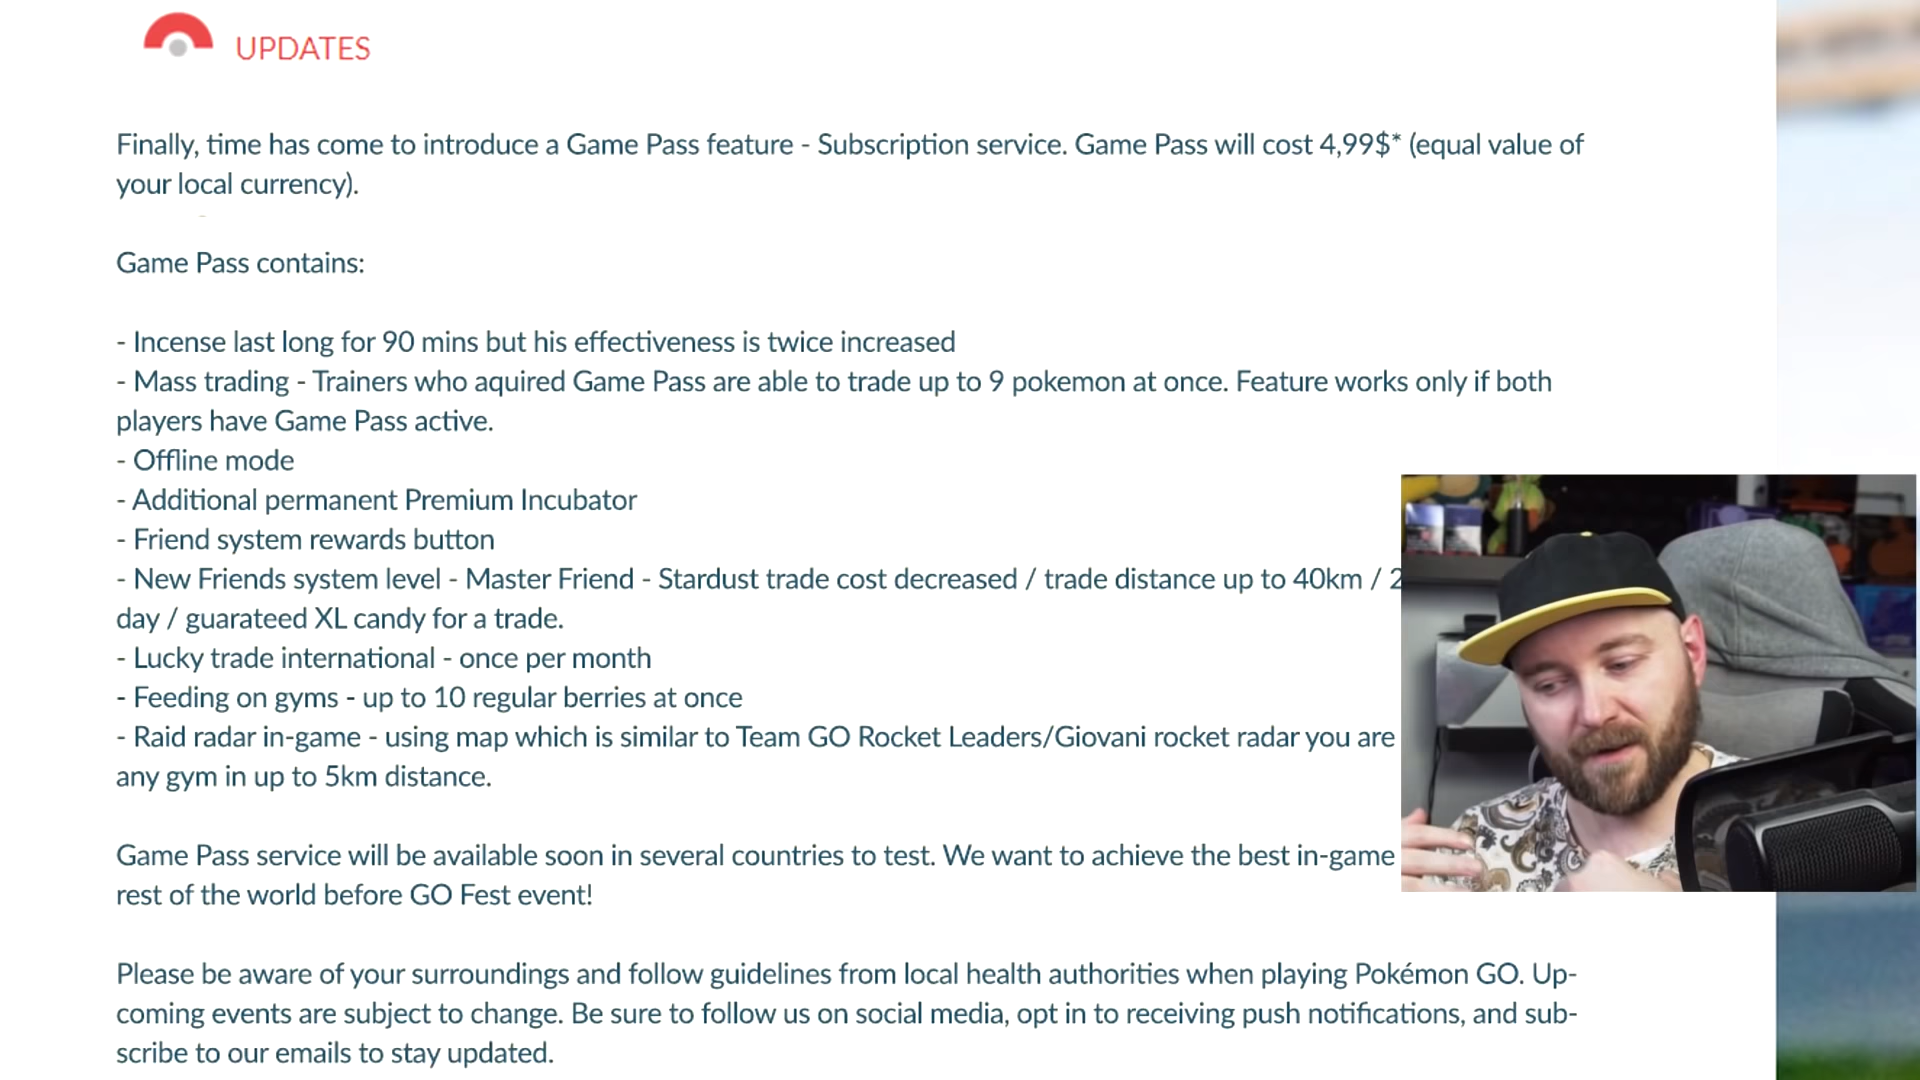 UPDATES
Finally, time has come to introduce a Game Pass feature - Subscription service. Game Pass will cost 4,99$* (equal value of
your local currency).
Game Pass contains:
- Incense last long for 90 mins but his effectiveness is twice increased
- Mass trading - Trainers who aquired Game Pass are able to trade up to 9 pokemon at once. Feature works only if both
players have Game Pass active.
- Offline mode
- Additional permanent Premium Incubator
- Friend system rewards button
- New Friends system level - Master Friend - Stardust trade cost decreased / trade distance up to 40km / 2
day / guarateed XL candy for a trade.
- Lucky trade international - once per month
- Feeding on gyms - up to 10 regular berries at once
- Raid radar in-game - using map which is similar to Team GO Rocket Leaders/Giovani rocket radar you are
any gym in up to 5km distance.
Game Pass service will be available soon in several countries to test. We want to achieve the best in-game
rest of the world before GO Fest event!
Please be aware of your surroundings and follow guidelines from local health authorities when playing Pokémon GO. Up-
coming events are subject to change. Be sure to follow us on social media, opt in to receiving push notifications, and sub-
scribe to our emails to stay updated.